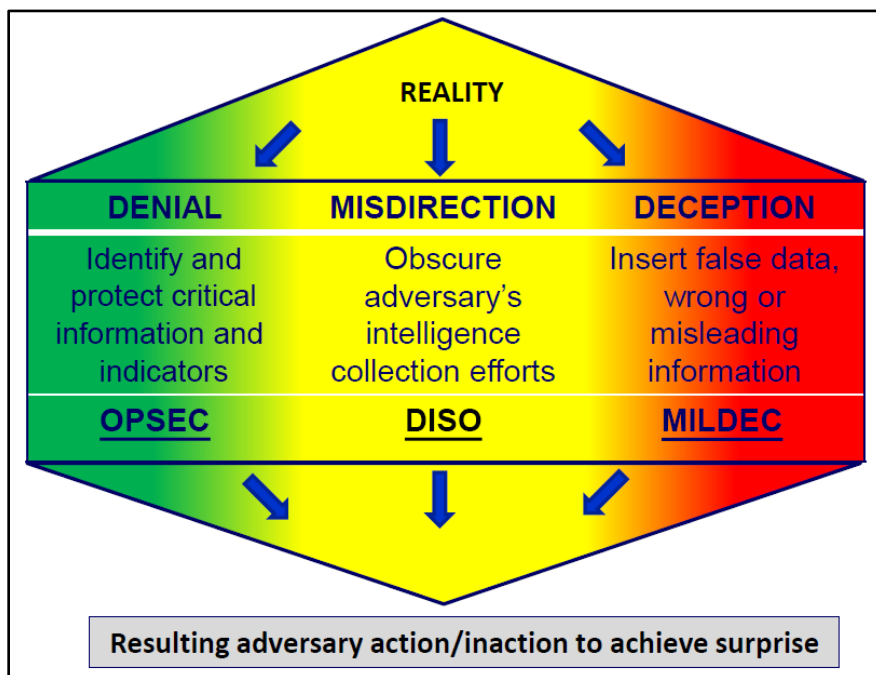 REALITY
DENIAL
MISDIRECTION
DECEPTION
Identify and
protect critical
information and
indicators
Obscure
adversary's
intelligence
collection efforts
Insert false data,
wrong or
misleading
information
OPSEC
DISO
MILDEC
Resulting adversary action/inaction to achieve surprise